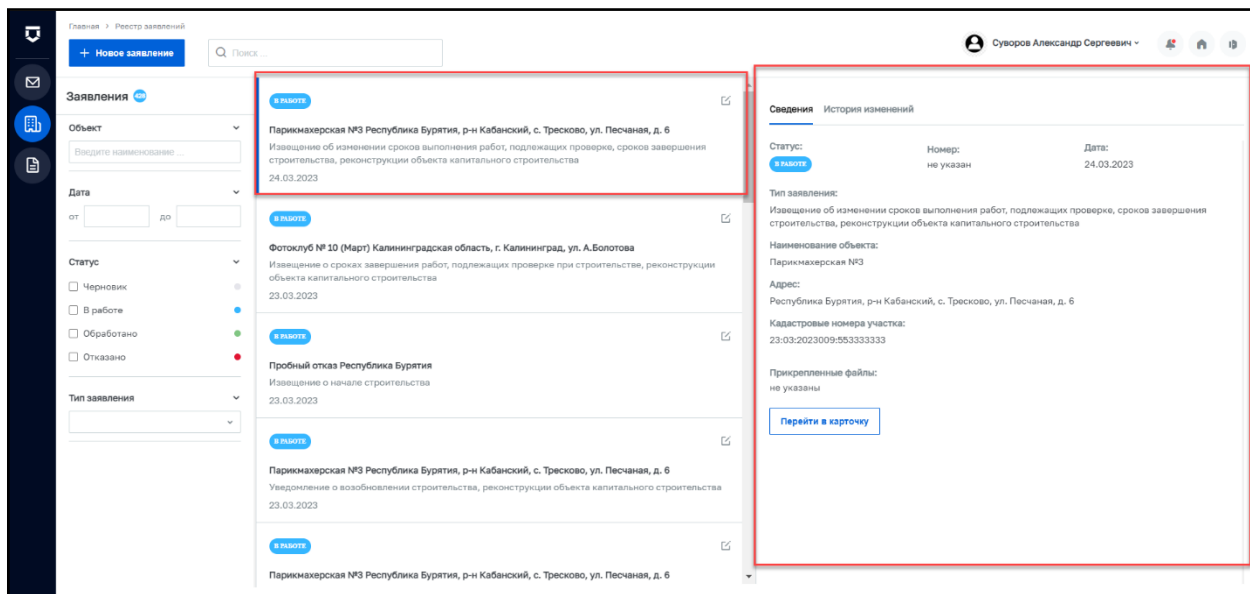 Главная > Реестр заявлений
+ Новое заявление
Поиск ...
Суворов Александр Сергеевич
Заявления 428
Объект
Введите наименование ...
Дата
от
до
Статус
Черновик
В работе
Обработано
Отказано
Тип заявления
В РАБОТЕ
Парикмахерская №3 Республика Бурятия, р-н Кабанский, с. Тресково, ул. Песчаная, д. 6
Извещение об изменении сроков выполнения работ, подлежащих проверке, сроков завершения
строительства, реконструкции объекта капитального строительства
24.03.2023
В РАБОТЕ
Фотоклуб № 10 (Март) Калининградская область, г. Калининград, ул. А.Болотова
Извещение о сроках завершения работ, подлежащих проверке при строительстве, реконструкции
объекта капитального строительства
23.03.2023
В РАБОТЕ
Пробный отказ Республика Бурятия
Извещение о начале строительства
23.03.2023
В РАБОТЕ
Парикмахерская №3 Республика Бурятия, р-н Кабанский, с. Тресково, ул. Песчаная, д. 6
Уведомление о возобновлении строительства, реконструкции объекта капитального строительства
23.03.2023
В РАБОТЕ
Парикмахерская №3 Республика Бурятия, р-н Кабанский, с. Тресково, ул. Песчаная, д. 6
Сведения История изменений
Статус: Номер: Дата:
В РАБОТЕ не указан 24.03.2023
Тип заявления:
Извещение об изменении сроков выполнения работ, подлежащих проверке, сроков завершения
строительства, реконструкции объекта капитального строительства
Наименование объекта:
Парикмахерская №3
Адрес:
Республика Бурятия, р-н Кабанский, с. Тресково, ул. Песчаная, д. 6
Кадастровые номера участка:
23:03:2023009:553333333
Прикрепленные файлы:
не указаны
Перейти в карточку